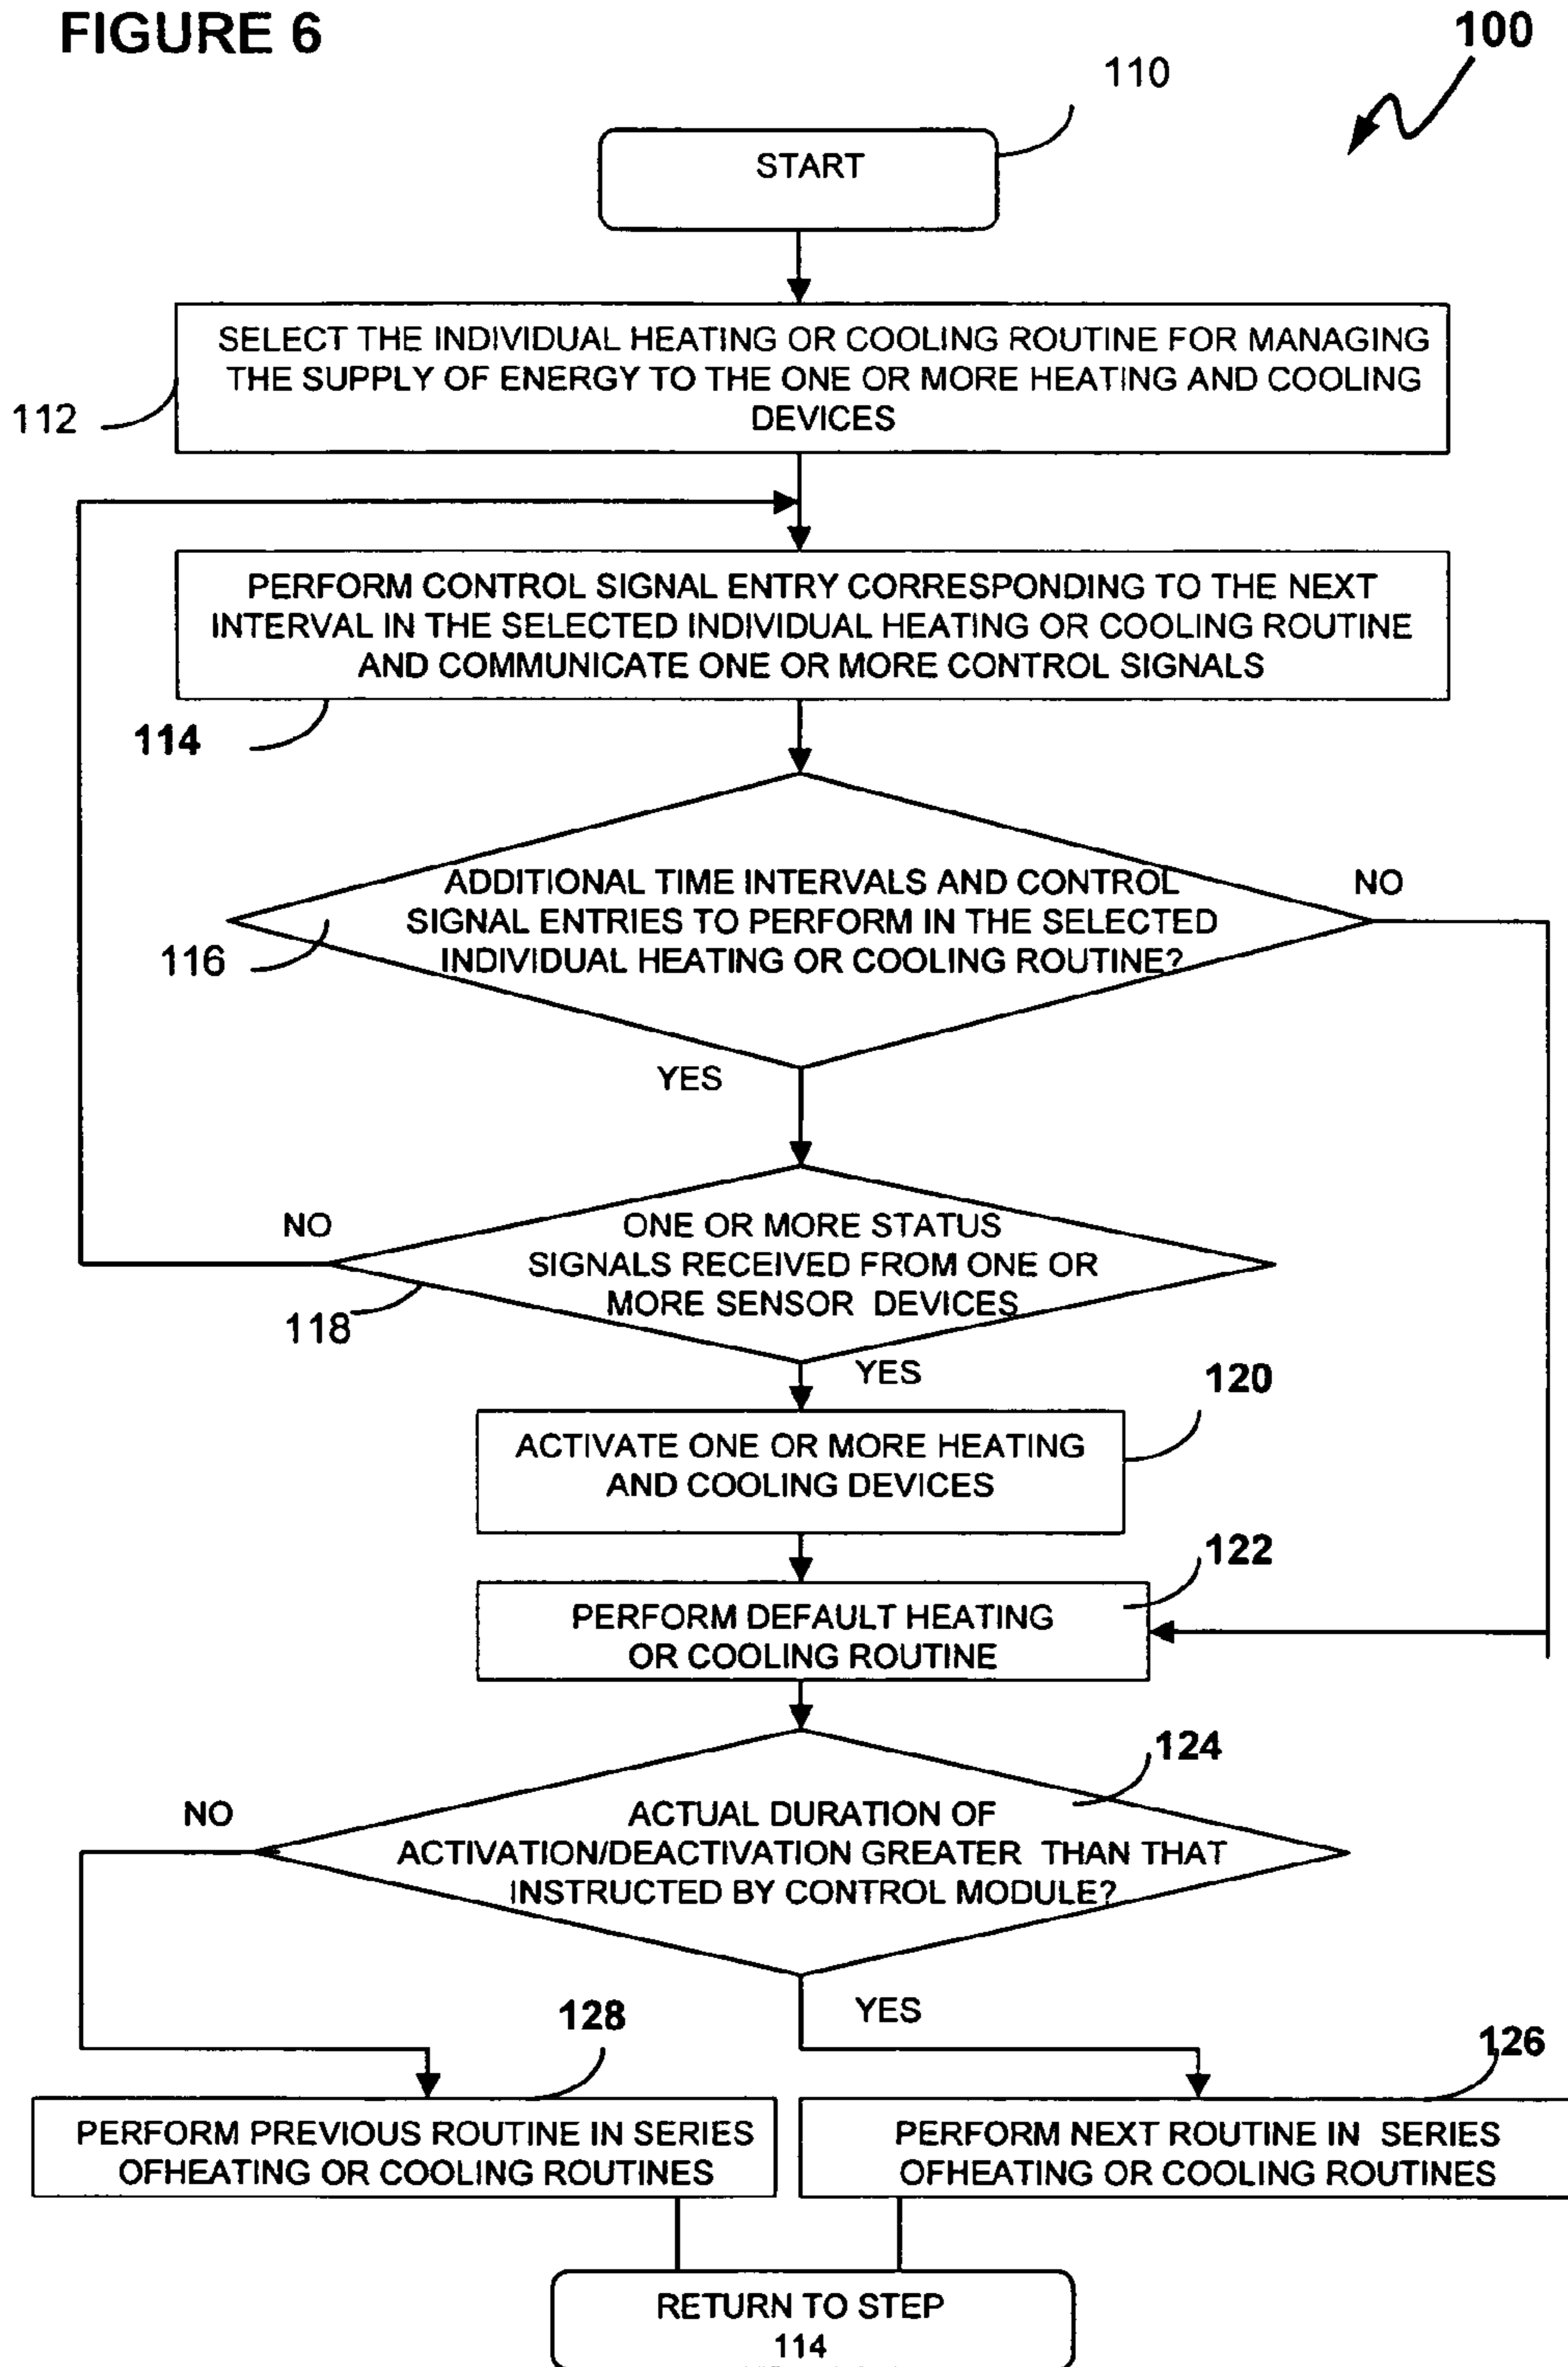 FIGURE 6
100
110
START
SELECT THE INDIVIDUAL HEATING OR COOLING ROUTINE FOR MANAGING
THE SUPPLY OF ENERGY TO THE ONE OR MORE HEATING AND COOLING
DEVICES
112
PERFORM CONTROL SIGNAL ENTRY CORRESPONDING TO THE NEXT
INTERVAL IN THE SELECTED INDIVIDUAL HEATING OR COOLING ROUTINE
AND COMMUNICATE ONE OR MORE CONTROL SIGNALS
114
ADDITIONAL TIME INTERVALS AND CONTROL
SIGNAL ENTRIES TO PERFORM IN THE SELECTED
INDIVIDUAL HEATING OR COOLING ROUTINE?
NO
116
YES
NO
ONE OR MORE STATUS
SIGNALS RECEIVED FROM ONE OR
MORE SENSOR DEVICES
118
YES
120
ACTIVATE ONE OR MORE HEATING
AND COOLING DEVICES
122
PERFORM DEFAULT HEATING
OR COOLING ROUTINE
124
NO
ACTUAL DURATION OF
ACTIVATION/DEACTIVATION GREATER THAN THAT
INSTRUCTED BY CONTROL MODULE?
YES
128
126
PERFORM PREVIOUS ROUTINE IN SERIES
OFHEATING OR COOLING ROUTINES
PERFORM NEXT ROUTINE IN SERIES
OFHEATING OR COOLING ROUTINES
RETURN TO STEP
114